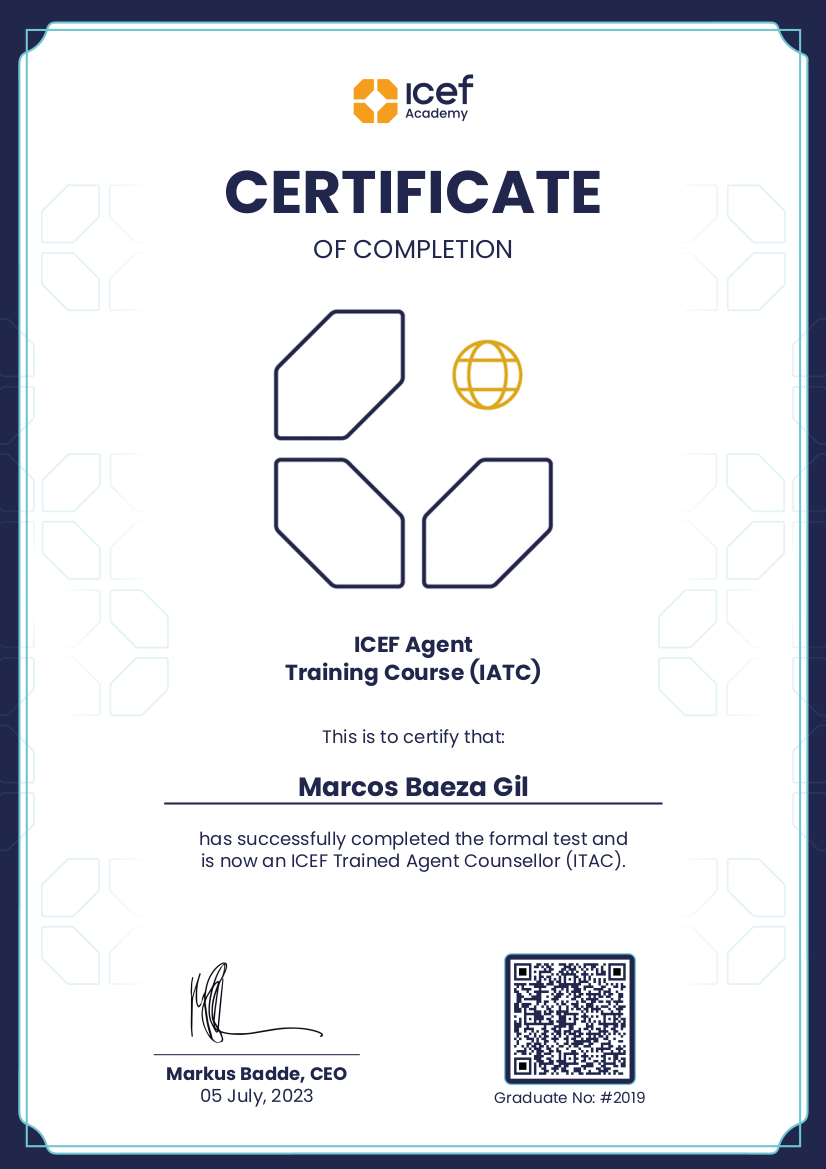 ıcef
Academy
CERTIFICATE
OF COMPLETION
ICEF Agent
Training Course (IATC)
This is to certify that:
Marcos Baeza Gil
has successfully completed the formal test and
is now an ICEF Trained Agent Counsellor (ITAC).
Markus Badde, CEO
05 July, 2023
Graduate No: #2019